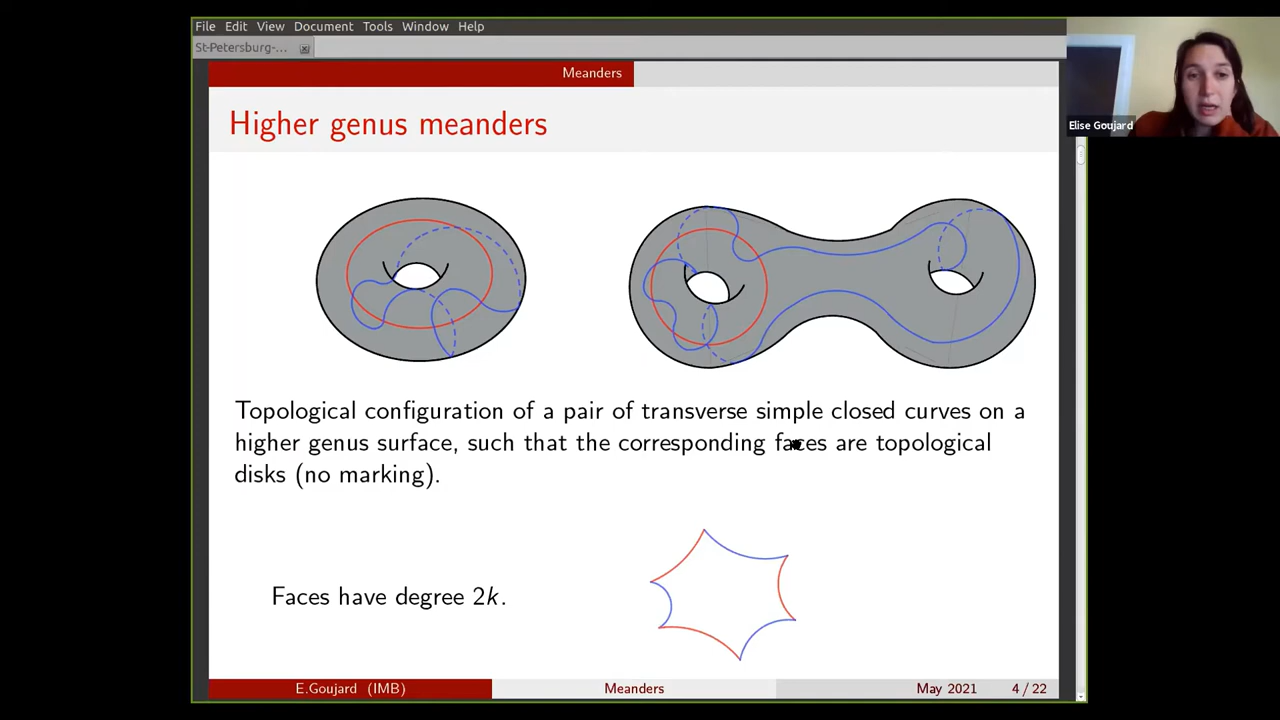 File Edit View Document Tools Window Help
St-Petersburg-...
Meanders
Higher genus meanders
Elise Goujard
Topological configuration of a pair of transverse simple closed curves on a
higher genus surface, such that the corresponding faces are topological
disks (no marking).
Faces have degree 2k.
E.Goujard (IMB) Meanders May 2021 4 / 22